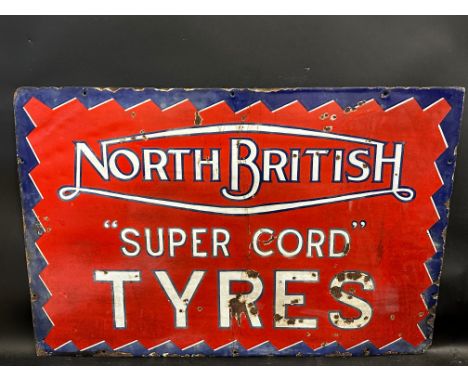 NORTH BRITISH
"SUPER CORD"
TYRES